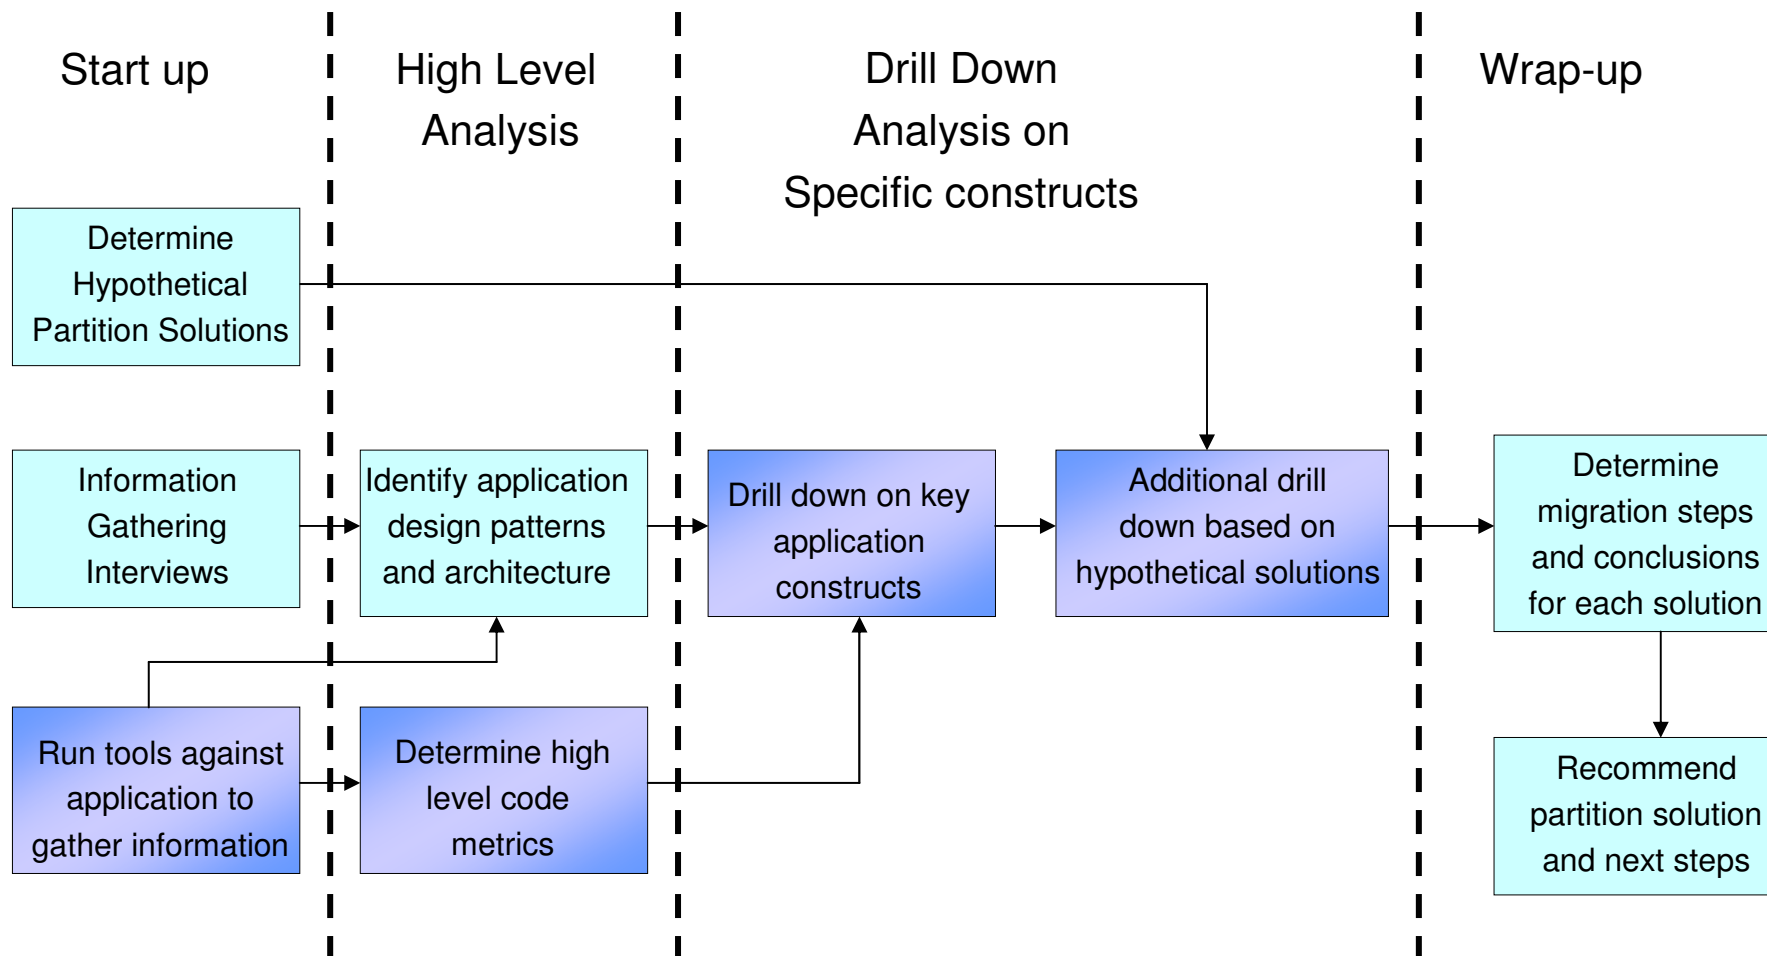 Start up
High Level
Analysis
Drill Down
Analysis on
Specific constructs
Wrap-up
Determine
Hypothetical
Partition Solutions
Information
Gathering
Interviews
Identify application
design patterns
and architecture
Drill down on key
application
constructs
Additional drill
down based on
hypothetical solutions
Determine
migration steps
and conclusions
for each solution
Run tools against
application to
gather information
Determine high
level code
metrics
Recommend
partition solution
and next steps